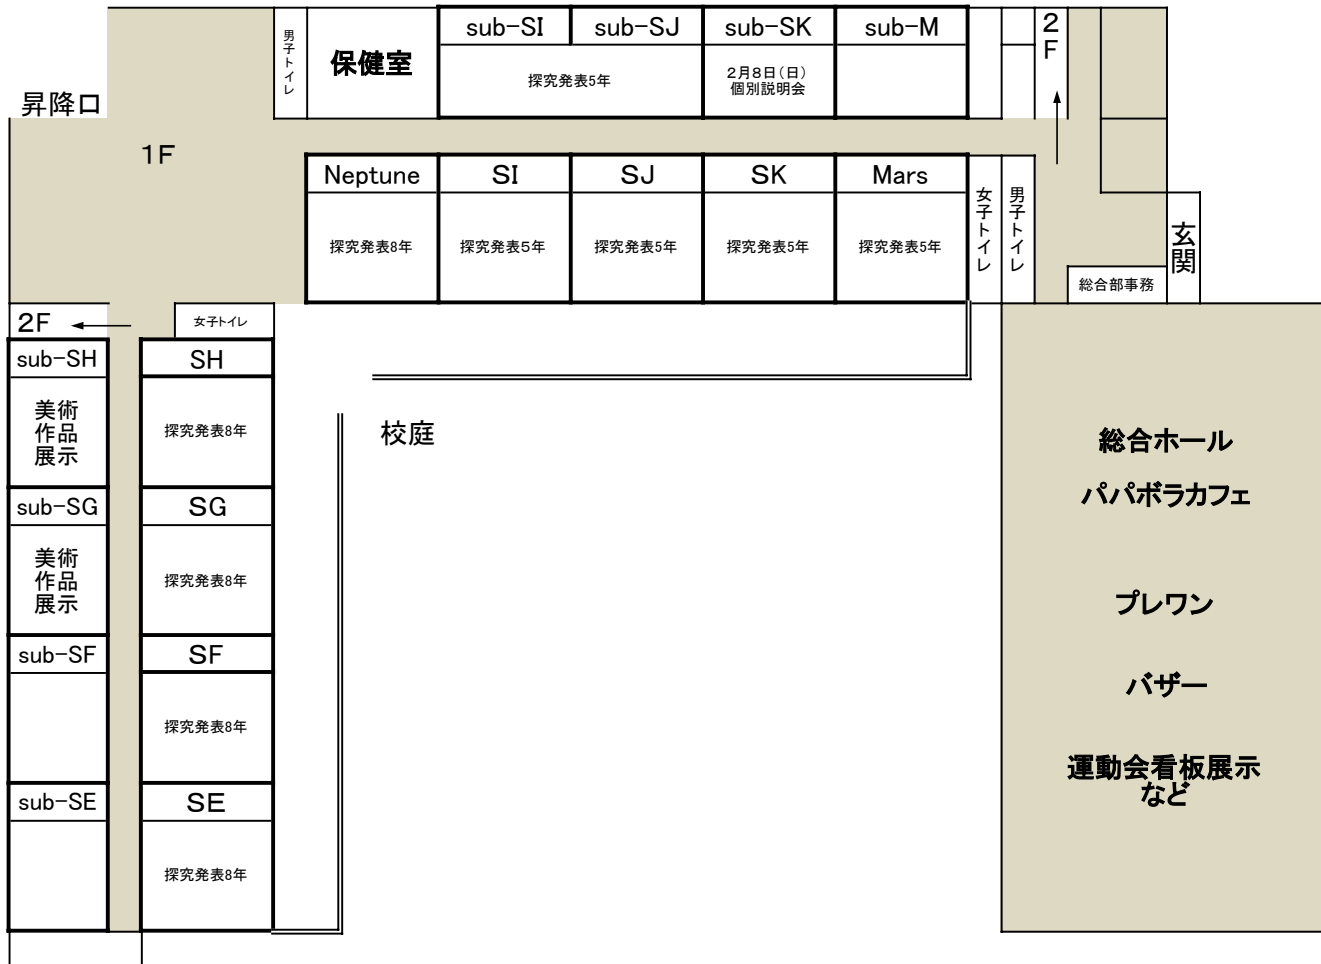 sub-SI
sub-SJ
sub-SK
sub-M
2F
男子トイレ
保健室
探究発表5年
2月8日(日)
個別説明会
昇降口
1F
Neptune
SI
SJ
SK
Mars
探究発表8年
探究発表5年
探究発表5年
探究発表5年
探究発表5年
女子トイレ
男子トイレ
玄関
総合部事務
2F
女子トイレ
sub-SH
SH
美術
作品
展示
探究発表8年
校庭
sub-SG
SG
美術
作品
展示
探究発表8年
sub-SF
SF
探究発表8年
sub-SE
SE
探究発表8年
総合ホール
パパボラカフェ
プレワン
バザー
運動会看板展示
など